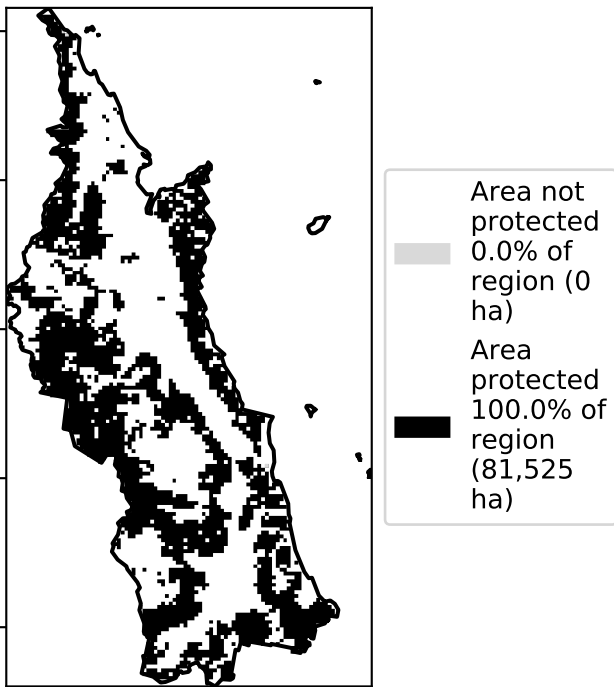 Area not
protected
0.0% of
region (0
ha)
Area
protected
100.0% of
region
(81,525
ha)